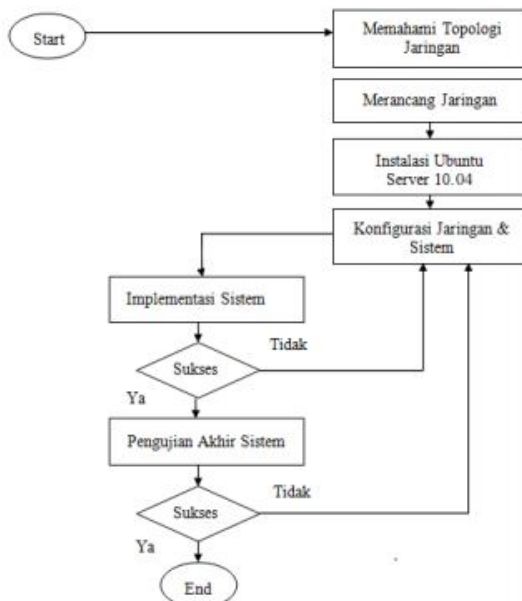 Start
Memahami Topologi
Jaringan
Merancang Jaringan
Instalasi Ubuntu
Server 10.04
Konfigurasi Jaringan &
Sistem
Implementasi Sistem
Tidak
Sukses
Ya
Pengujian Akhir Sistem
Tidak
Sukses
Ya
End